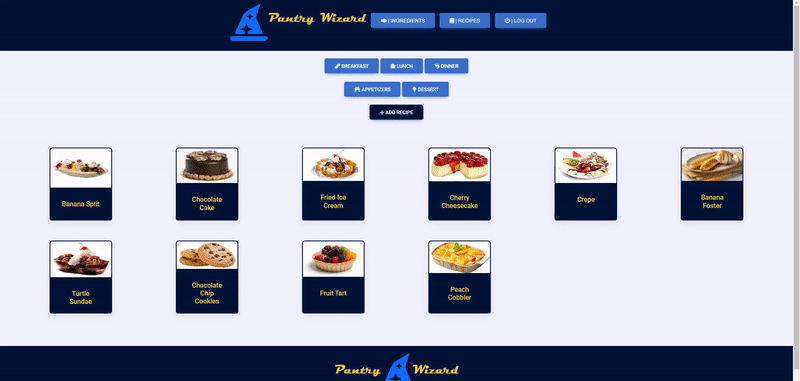 Pantry Wizard
| INGREDIENTS
| RECIPES
| LOG OUT
BREAKFAST
LUNCH
DINNER
APPETIZERS
DESSERT
+ ADD RECIPE
Banana Split
Chocolate
Cake
Fried Ice
Cream
Cherry
Cheesecake
Crepe
Banana
Foster
Turtle
Sundae
Chocolate
Chip
Cookies
Fruit Tart
Peach
Cobbler
Pantry Wizard